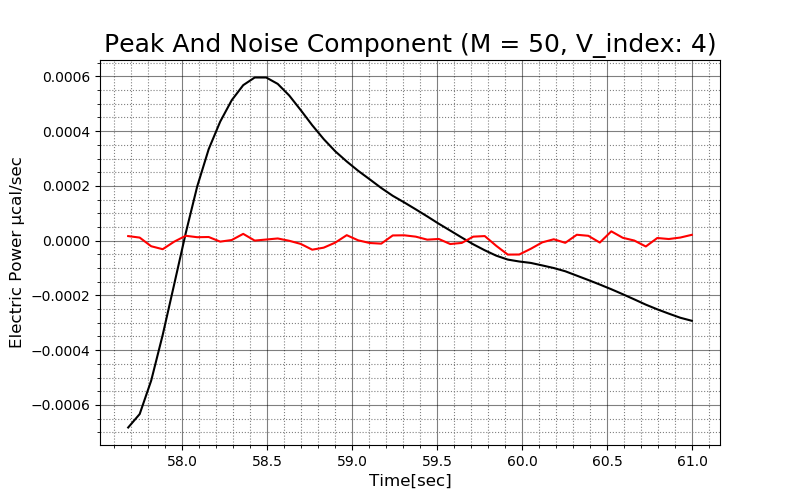 Peak And Noise Component (M = 50, V_index: 4)
Electric Power μcal/sec
0.0006
0.0004
0.0002
0.0000
−0.0002
−0.0004
−0.0006
58.0 58.5 59.0 59.5 60.0 60.5 61.0
Time[sec]